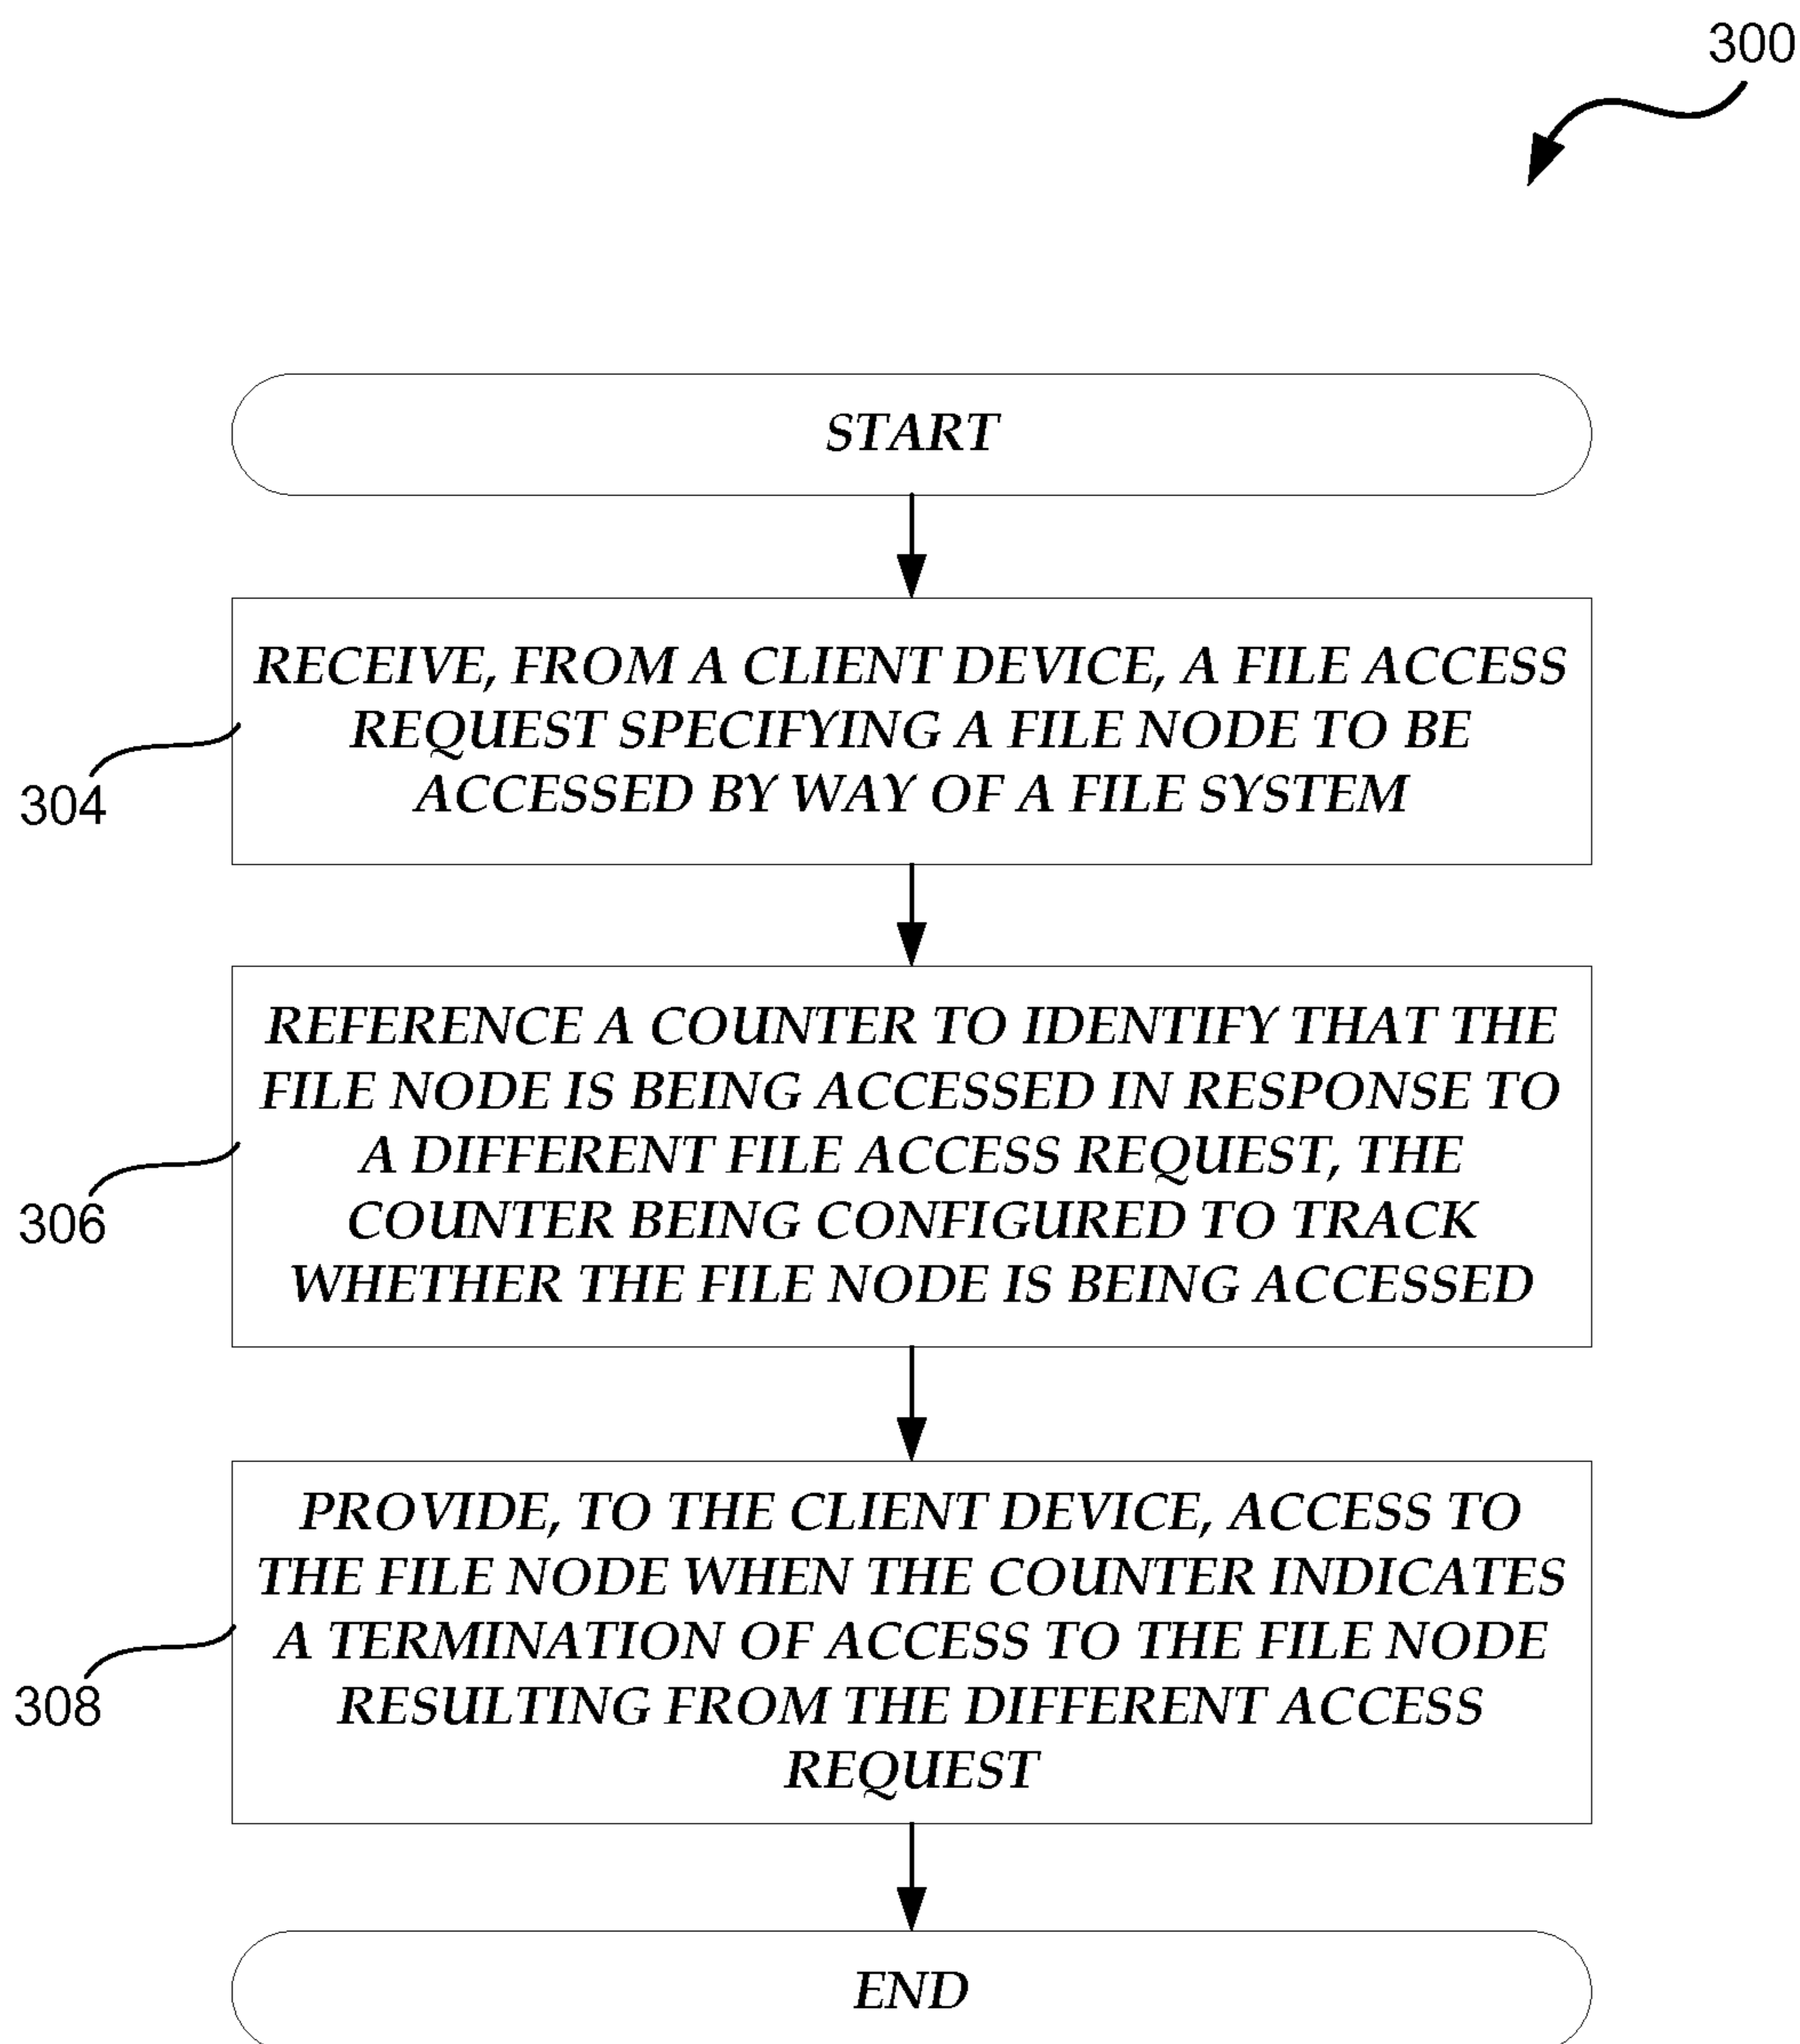 300
START
RECEIVE, FROM A CLIENT DEVICE, A FILE ACCESS
REQUEST SPECIFYING A FILE NODE TO BE
ACCESSED BY WAY OF A FILE SYSTEM
304
REFERENCE A COUNTER TO IDENTIFY THAT THE
FILE NODE IS BEING ACCESSED IN RESPONSE TO
A DIFFERENT FILE ACCESS REQUEST, THE
COUNTER BEING CONFIGURED TO TRACK
WHETHER THE FILE NODE IS BEING ACCESSED
306
PROVIDE, TO THE CLIENT DEVICE, ACCESS TO
THE FILE NODE WHEN THE COUNTER INDICATES
A TERMINATION OF ACCESS TO THE FILE NODE
RESULTING FROM THE DIFFERENT ACCESS
REQUEST
308
END